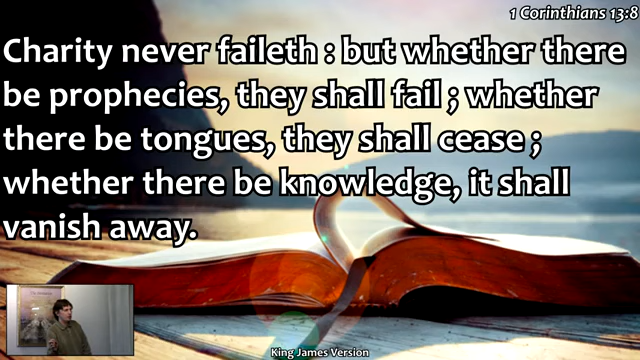 1 Corinthians 13:8
Charity never faileth : but whether there
be prophecies, they shall fail ; whether
there be tongues, they shall cease ;
whether there be knowledge, it shall
vanish away.
King James Version